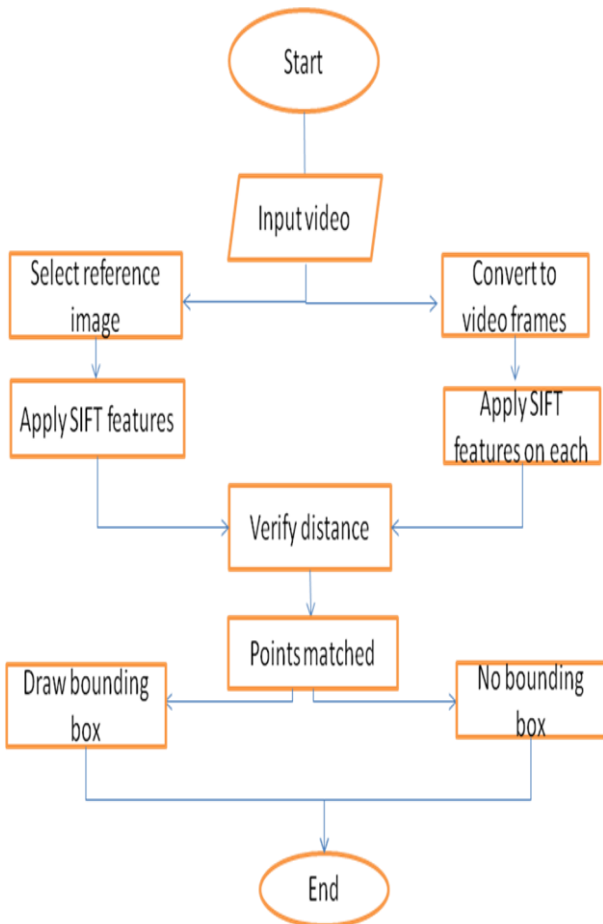 Start
Input video
Select reference
image
Convert to
video frames
Apply SIFT features
Apply SIFT
features on each
Verify distance
Points matched
Draw bounding
box
No bounding
box
End